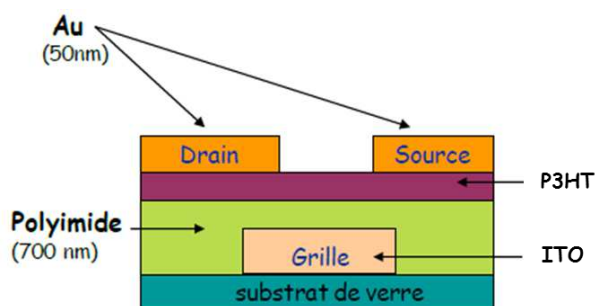 Au
(50nm)
Drain
Source
P3HT
Polyimide
(700 nm)
Grille
ITO
substrat de verre